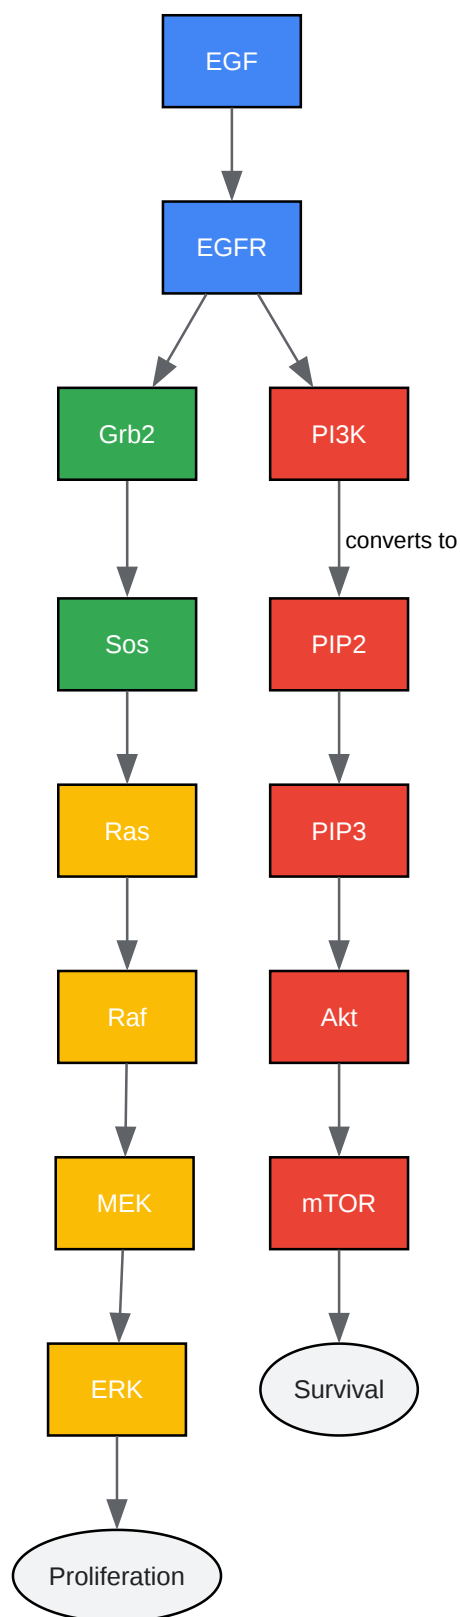 EGF
EGFR
Grb2
PI3K
converts to
Sos
PIP2
Ras
PIP3
Raf
Akt
MEK
mTOR
ERK
Survival
Proliferation